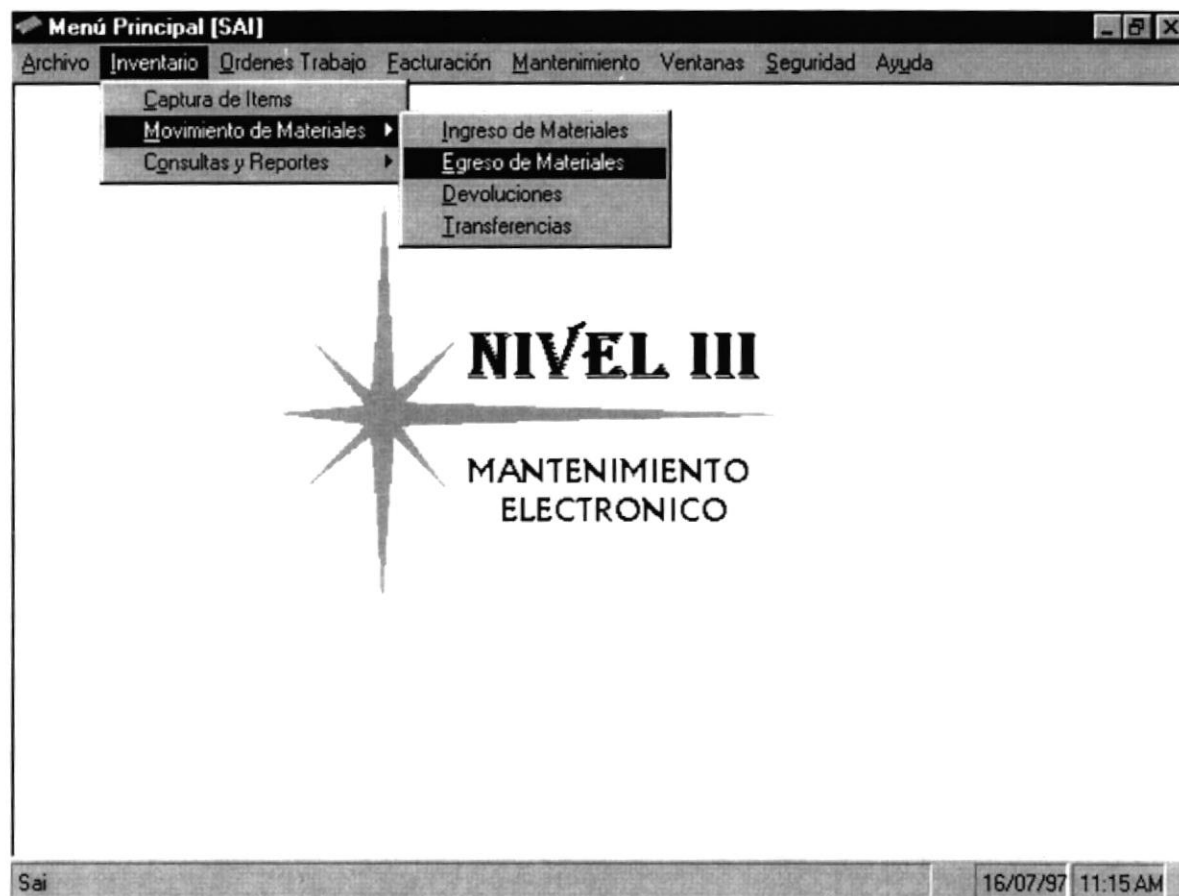 Menú Principal [SAI]
Archivo Inventario Ordenes Trabajo Facturación Mantenimiento Ventanas Seguridad Ayuda
Captura de Items
Movimiento de Materiales
Consultas y Reportes
Ingreso de Materiales
Egreso de Materiales
Devoluciones
Transferencias
NIVEL III
MANTENIMIENTO
ELECTRONICO
Sai 16/07/97 11:15 AM